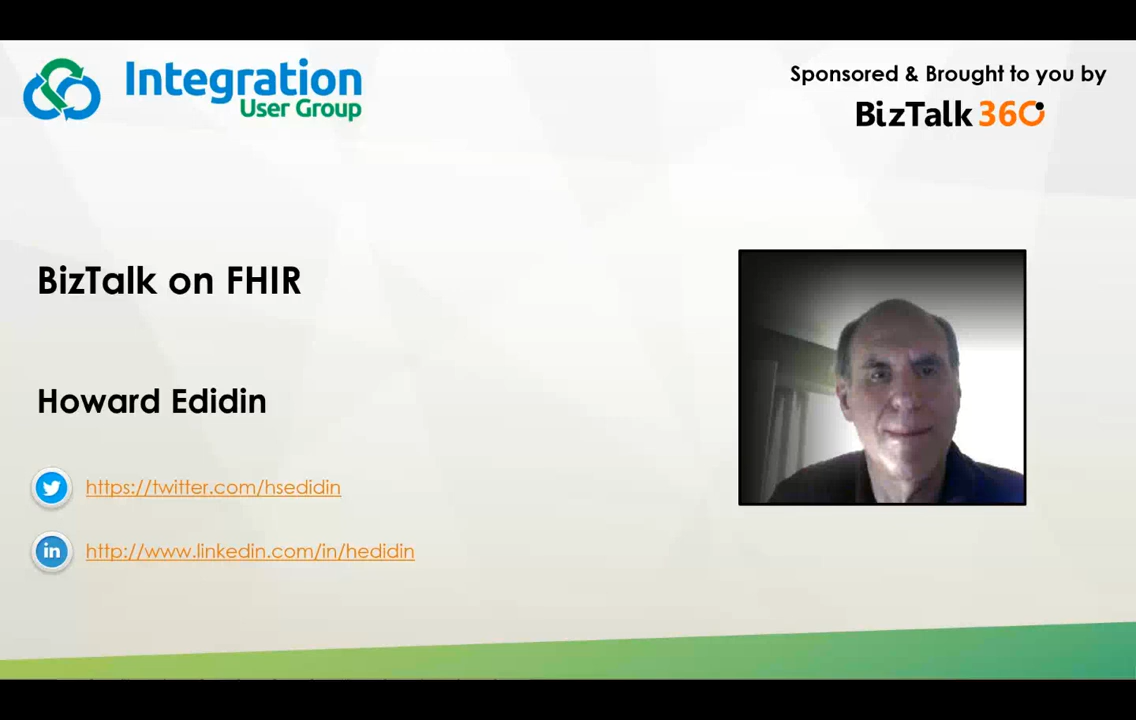 Integration
User Group
Sponsored & Brought to you by
BizTalk 360
BizTalk on FHIR
Howard Edidin
https://twitter.com/hsedidin
in
http://www.linkedin.com/in/hedidin